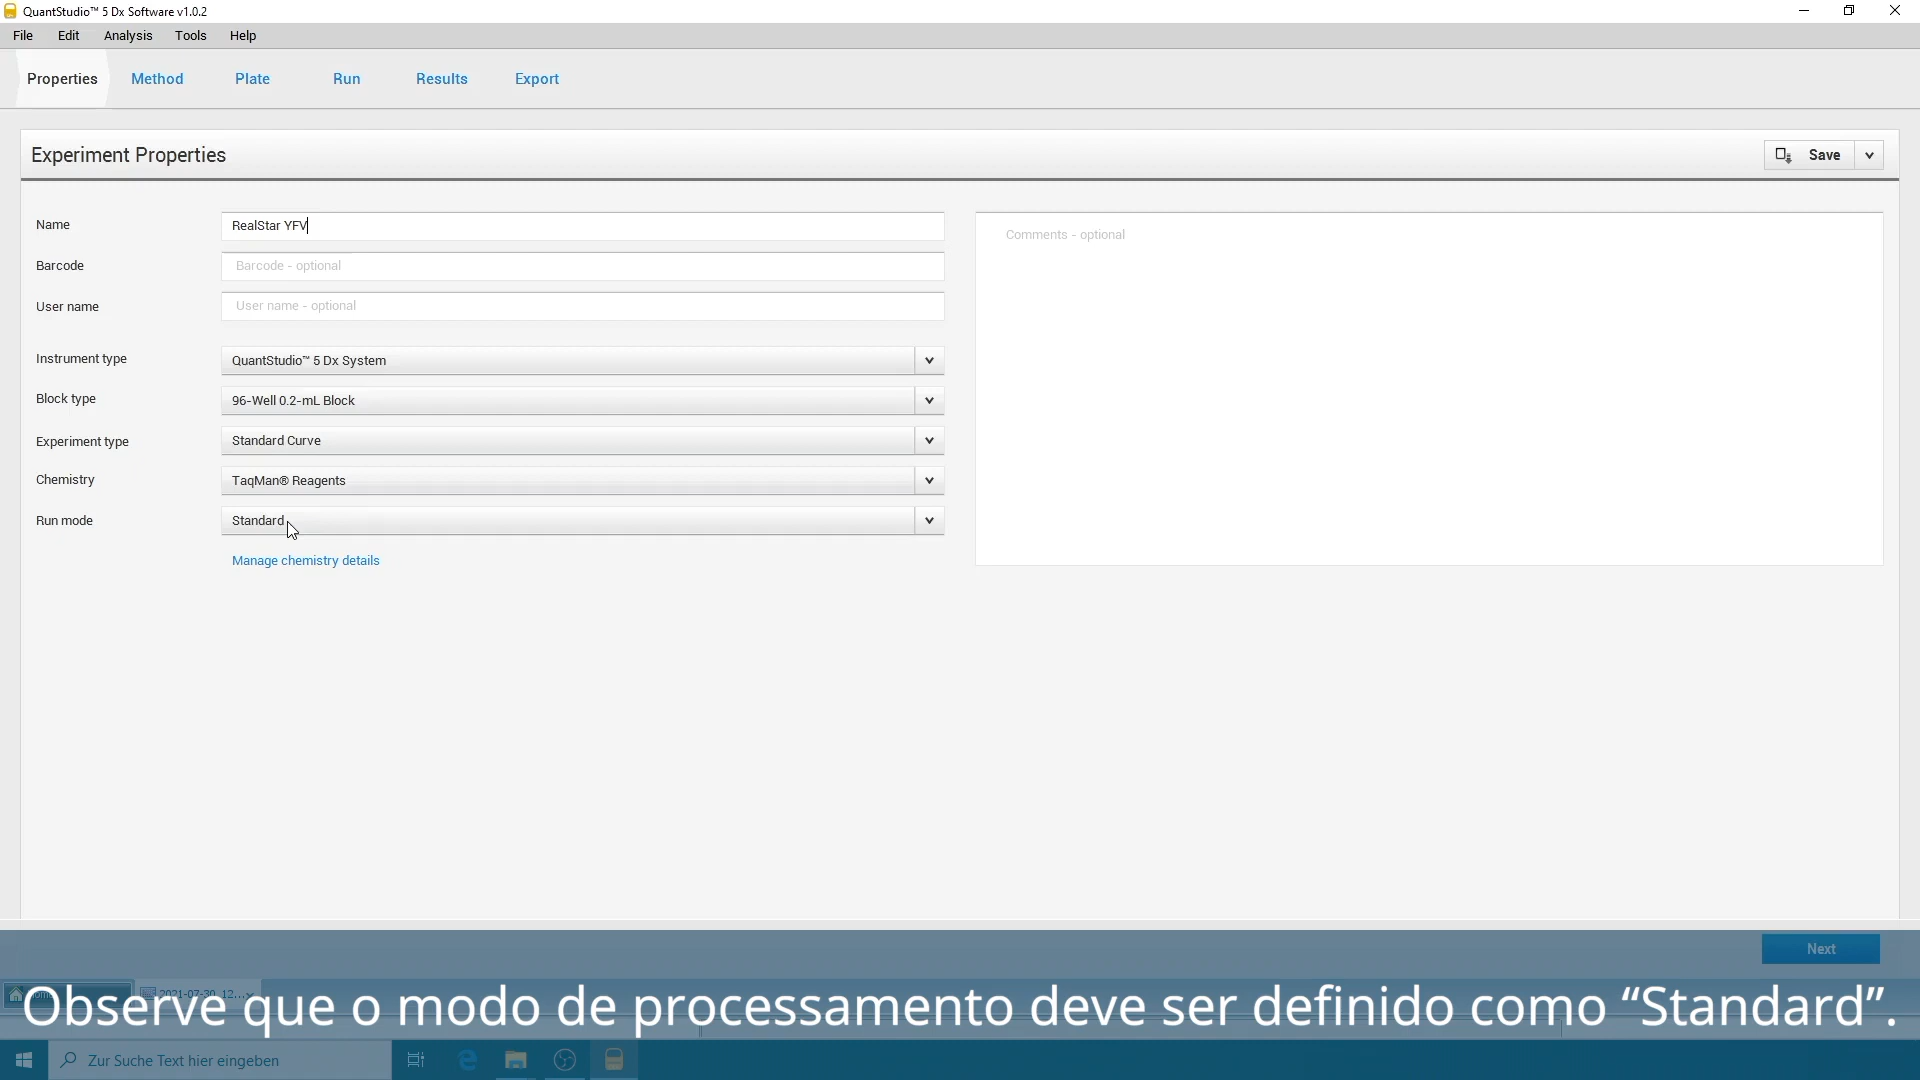 QuantStudio™ 5 Dx Software v1.0.2
File Edit Analysis Tools Help
Properties Method Plate Run Results Export
Experiment Properties
Save
Name
RealStar YFV
Comments - optional
Barcode
Barcode - optional
User name
User name - optional
Instrument type
QuantStudio™ 5 Dx System
Block type
96-Well 0.2-mL Block
Experiment type
Standard Curve
Chemistry
TaqMan® Reagents
Run mode
Standard
Manage chemistry details
Next
2021-07-30_12...
Observe que o modo de processamento deve ser definido como “Standard”.
Zur Suche Text hier eingeben